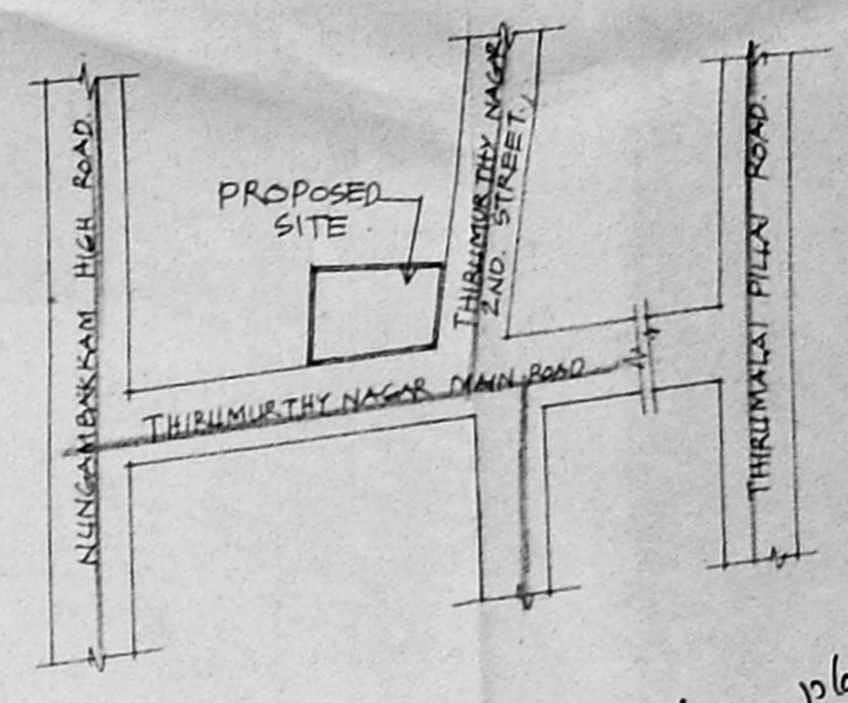 THIRUMURTHY NAGAR
2ND. STREET.,
NUNGAMBAKKAM HIGH ROAD.
PROPOSED
SITE
THIRUMALAI PILLAI ROAD.
THIRUMURTHY NAGAR MAIN ROAD